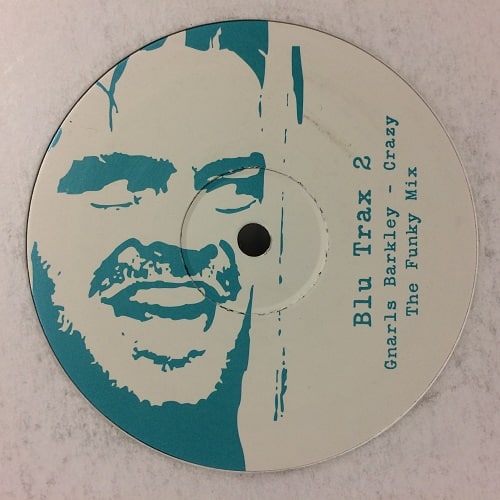 Blu Trax 2
Gnarls Barkley - Crazy
The Funky Mix